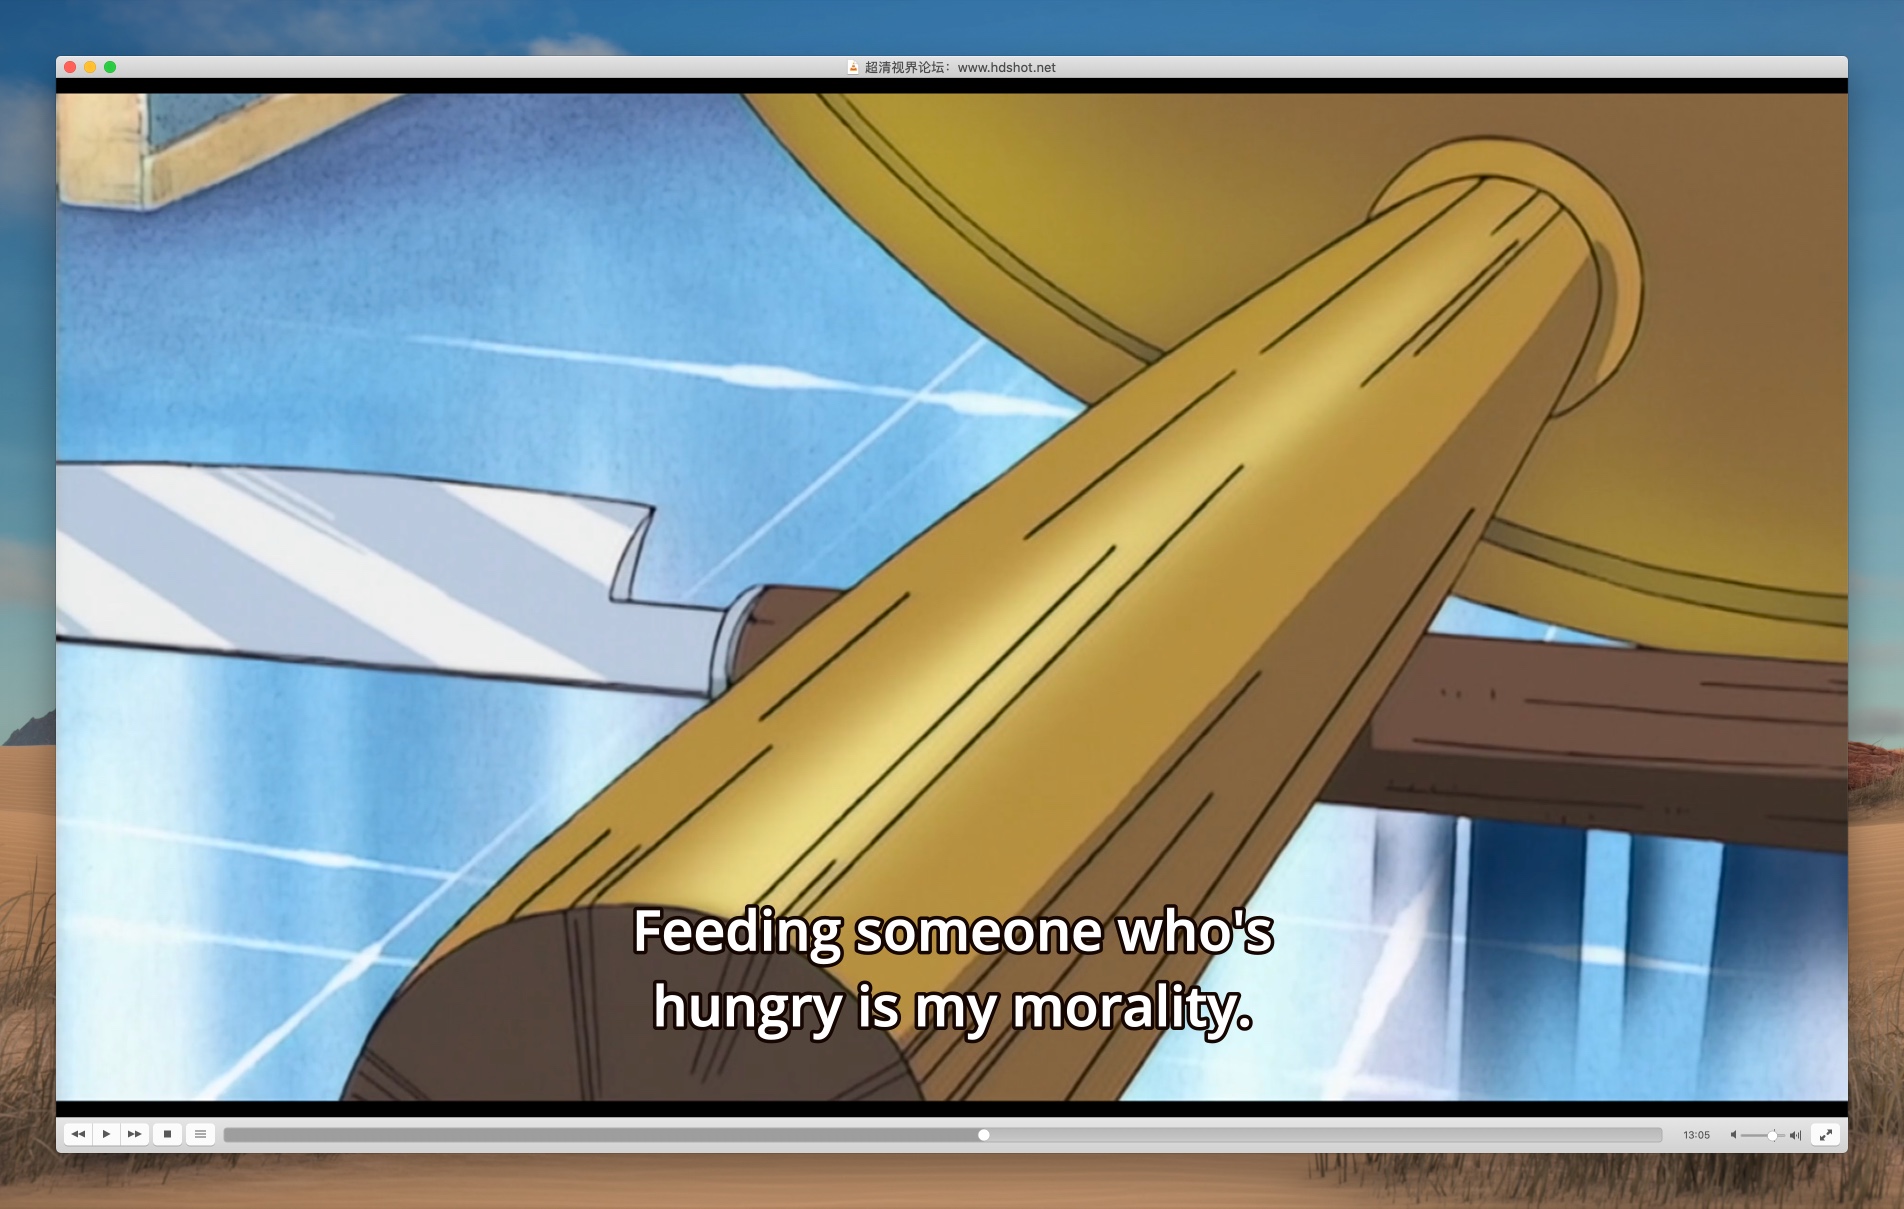 超清视界论坛：www.hdshot.net
Feeding someone who's
hungry is my morality.
13:05